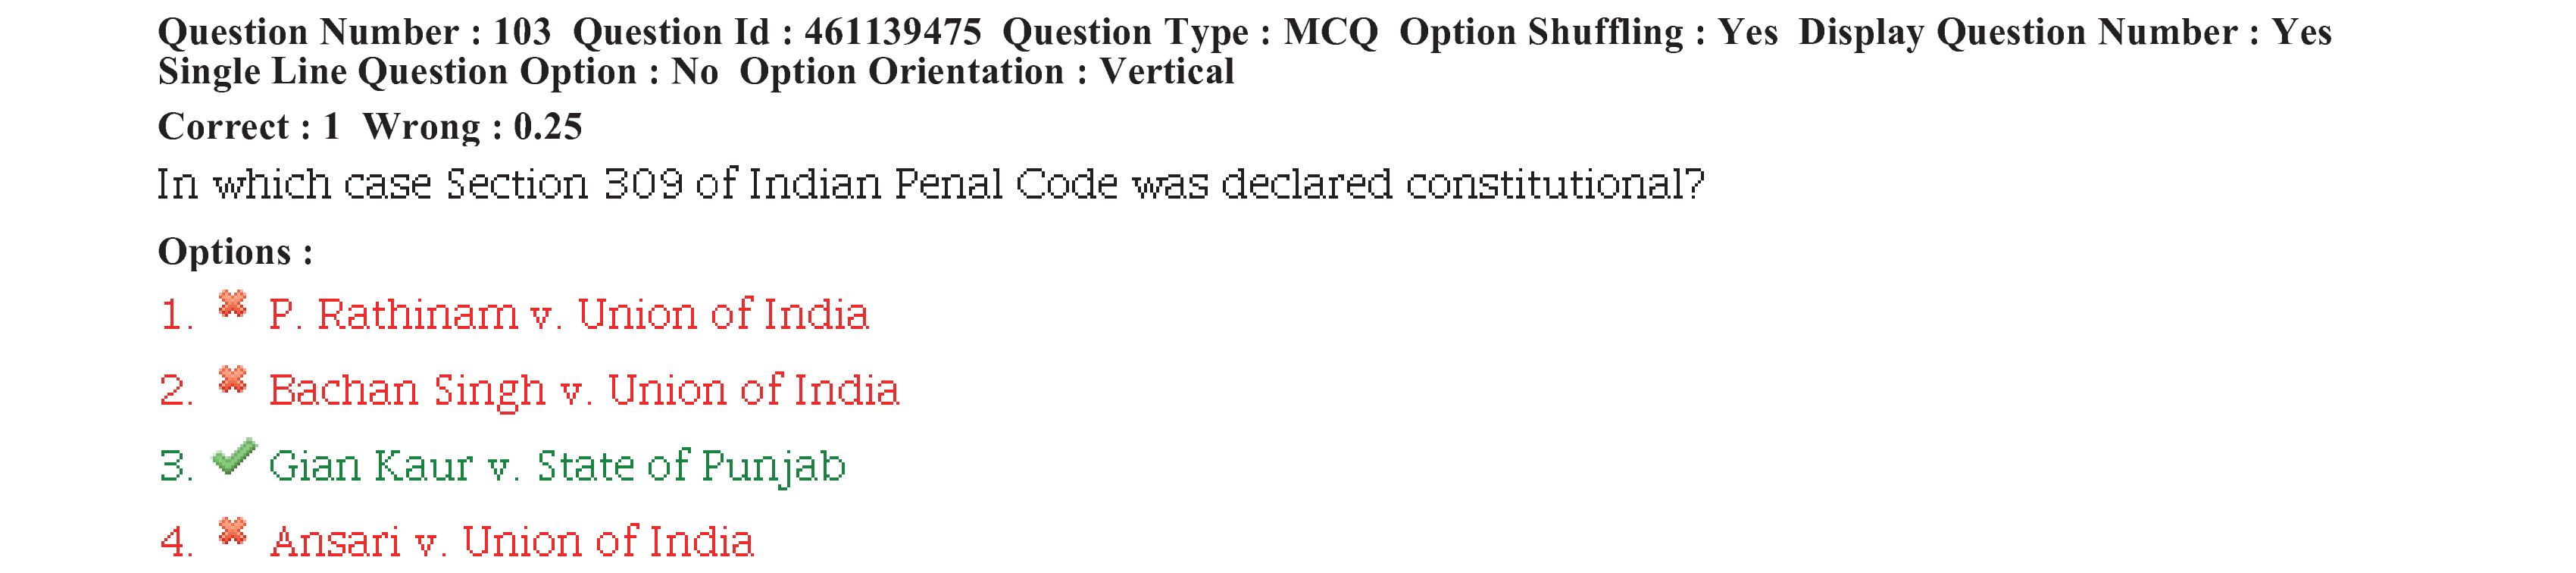 Question Number : 103 Question Id : 461139475 Question Type : MCQ Option Shuffling : Yes Display Question Number : Yes
Single Line Question Option : No Option Orientation : Vertical
Correct : 1 Wrong : 0.25
In which case Section 309 of Indian Penal Code was declared constitutional?
Options :
1. P. Rathinam v. Union of India
2. Bachan Singh v. Union of India
3. Gian Kaur v. State of Punjab
4. Ansari v. Union of India